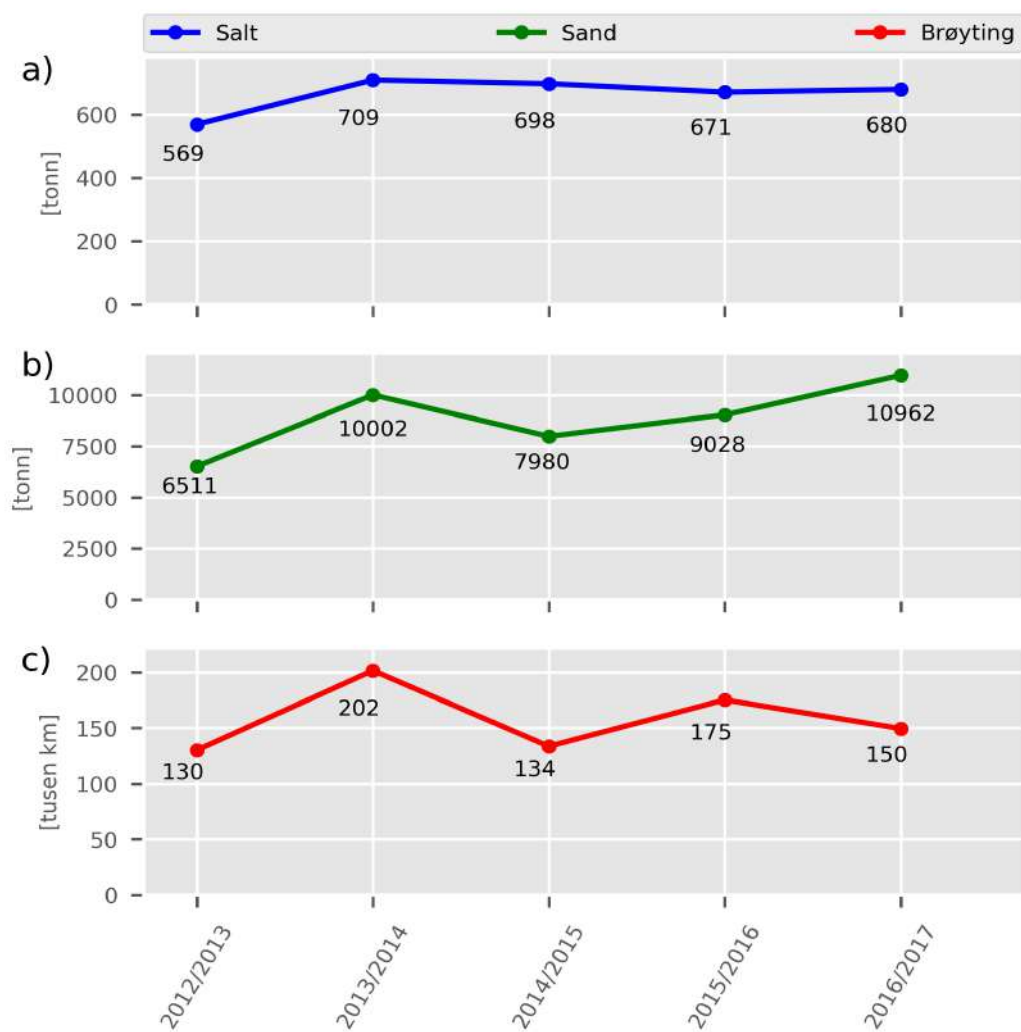 Salt Sand Brøyting
a)
600
400
200
0
[tonn]
569 709 698 671 680
b)
10000
7500
5000
2500
0
[tonn]
6511 10002 7980 9028 10962
c)
200
150
100
50
0
[tusen km]
130 202 134 175 150
2012/2013 2013/2014 2014/2015 2015/2016 2016/2017